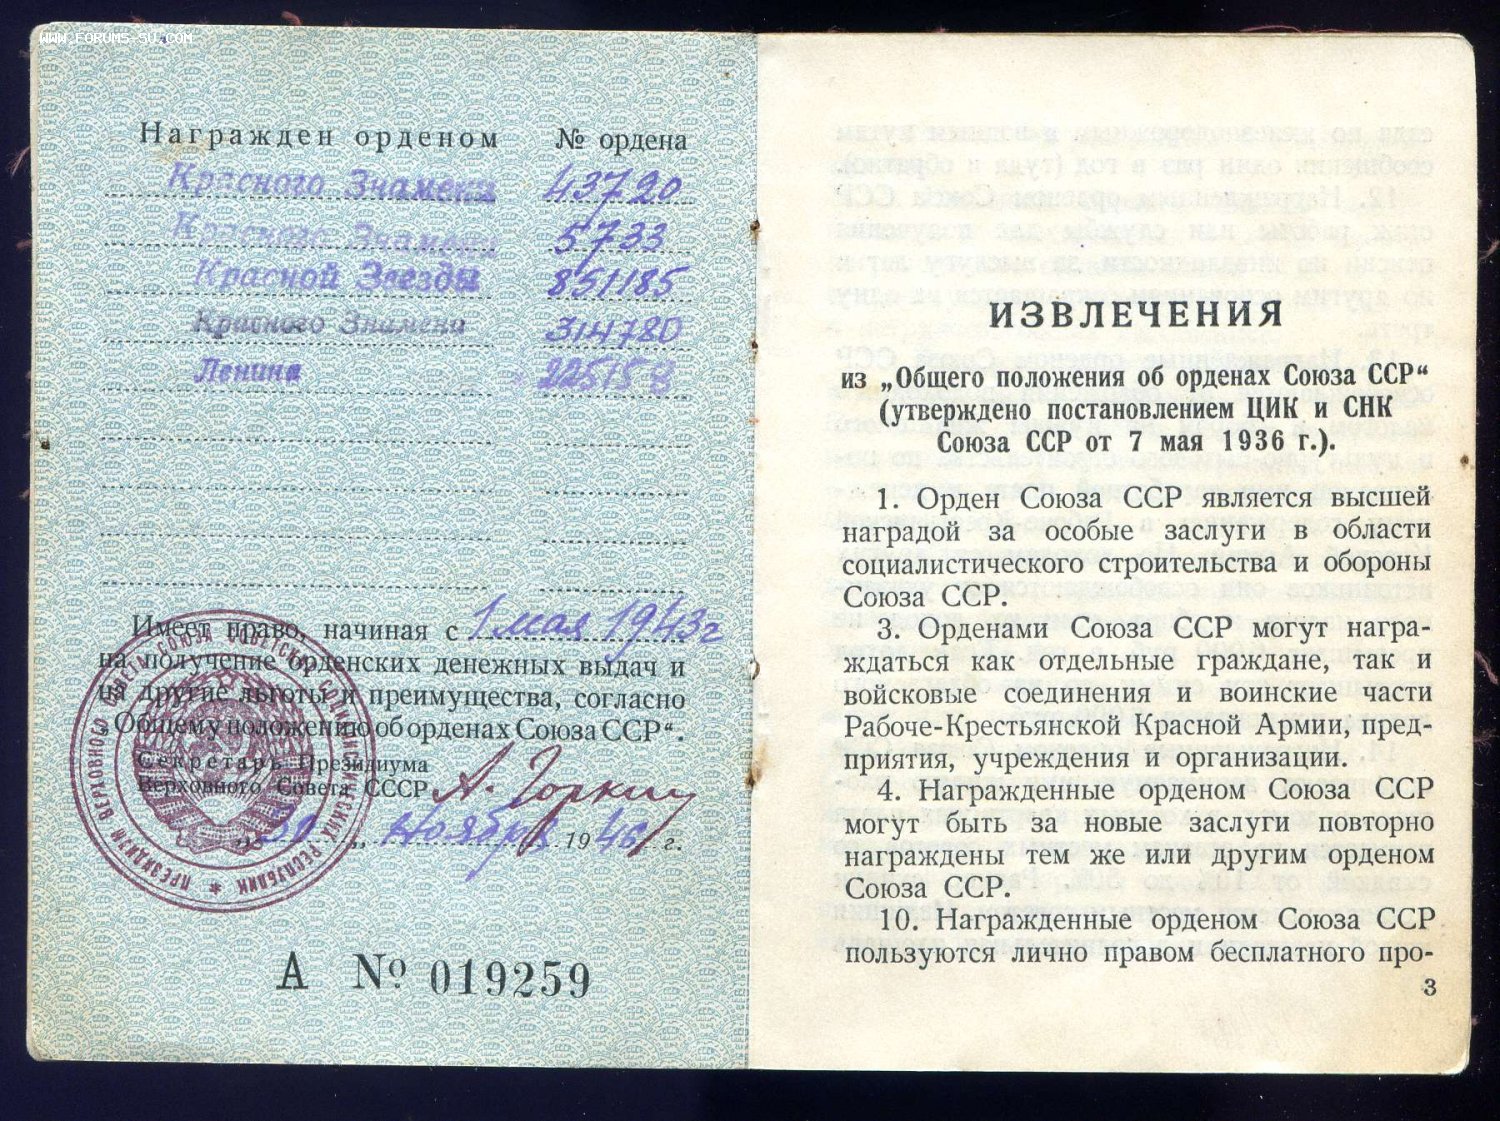 WWW.FORUMS-SU.COM
Награжден орденом № ордена
Красного Знамени 43720
Красного Знамени 5733
Красной Звезды 851185
Красного Знамени 314780
Ленина 225158
Имеет право, начиная с 1 мая 1943 г
на получение орденских денежных выдач и
на другие льготы и преимущества, согласно
„Общему положению об орденах Союза ССР“.
Секретарь Президиума
Верховного Совета СССР А. Горкин
„30“ ноября 1946 г.
А № 019259
ИЗВЛЕЧЕНИЯ
из „Общего положения об орденах Союза ССР“
(утверждено постановлением ЦИК и СНК
Союза ССР от 7 мая 1936 г.).
1. Орден Союза ССР является высшей
наградой за особые заслуги в области
социалистического строительства и обороны
Союза ССР.
3. Орденами Союза ССР могут награ-
ждаться как отдельные граждане, так и
войсковые соединения и воинские части
Рабоче-Крестьянской Красной Армии, пред-
приятия, учреждения и организации.
4. Награжденные орденом Союза ССР
могут быть за новые заслуги повторно
награждены тем же или другим орденом
Союза ССР.
10. Награжденные орденом Союза ССР
пользуются лично правом бесплатного про-
3